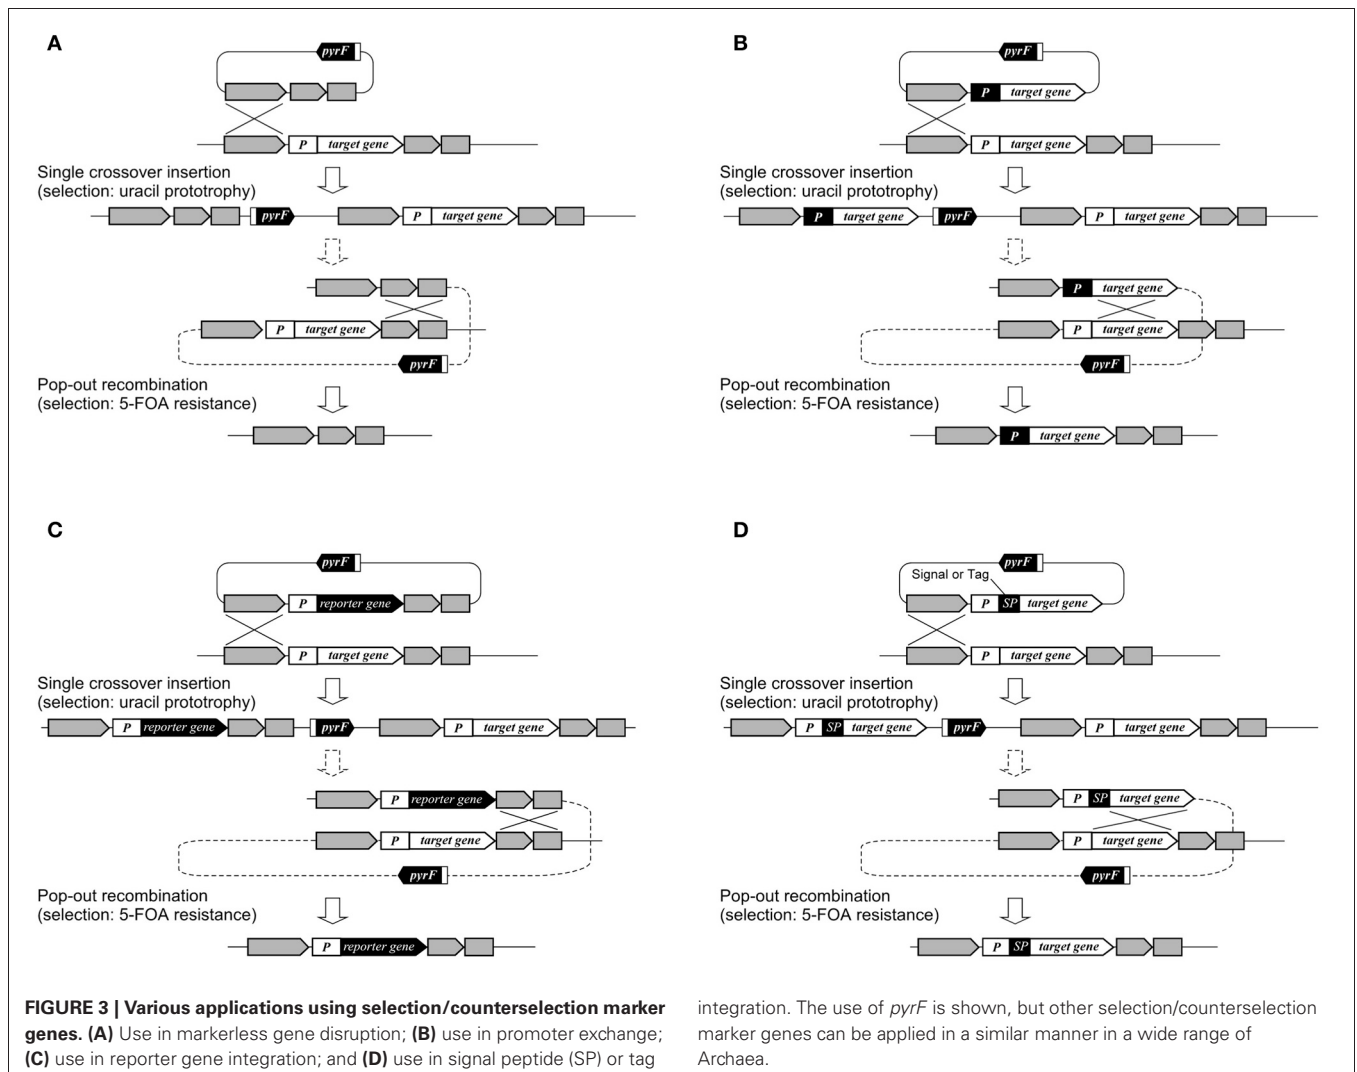 A
pyrF
P target gene
Single crossover insertion
(selection: uracil prototrophy)
pyrF P target gene
P target gene
pyrF
Pop-out recombination
(selection: 5-FOA resistance)
B
pyrF
P target gene
P target gene
Single crossover insertion
(selection: uracil prototrophy)
P target gene pyrF P target gene
P target gene
P target gene
pyrF
Pop-out recombination
(selection: 5-FOA resistance)
P target gene
C
pyrF
P reporter gene
P target gene
Single crossover insertion
(selection: uracil prototrophy)
P reporter gene pyrF P target gene
P reporter gene
P target gene
pyrF
Pop-out recombination
(selection: 5-FOA resistance)
P reporter gene
D
pyrF
Signal or Tag
P SP target gene
P target gene
Single crossover insertion
(selection: uracil prototrophy)
P SP target gene pyrF P target gene
P SP target gene
P target gene
pyrF
Pop-out recombination
(selection: 5-FOA resistance)
P SP target gene
FIGURE 3 | Various applications using selection/counterselection marker
genes. (A) Use in markerless gene disruption; (B) use in promoter exchange;
(C) use in reporter gene integration; and (D) use in signal peptide (SP) or tag
integration. The use of pyrF is shown, but other selection/counterselection
marker genes can be applied in a similar manner in a wide range of
Archaea.